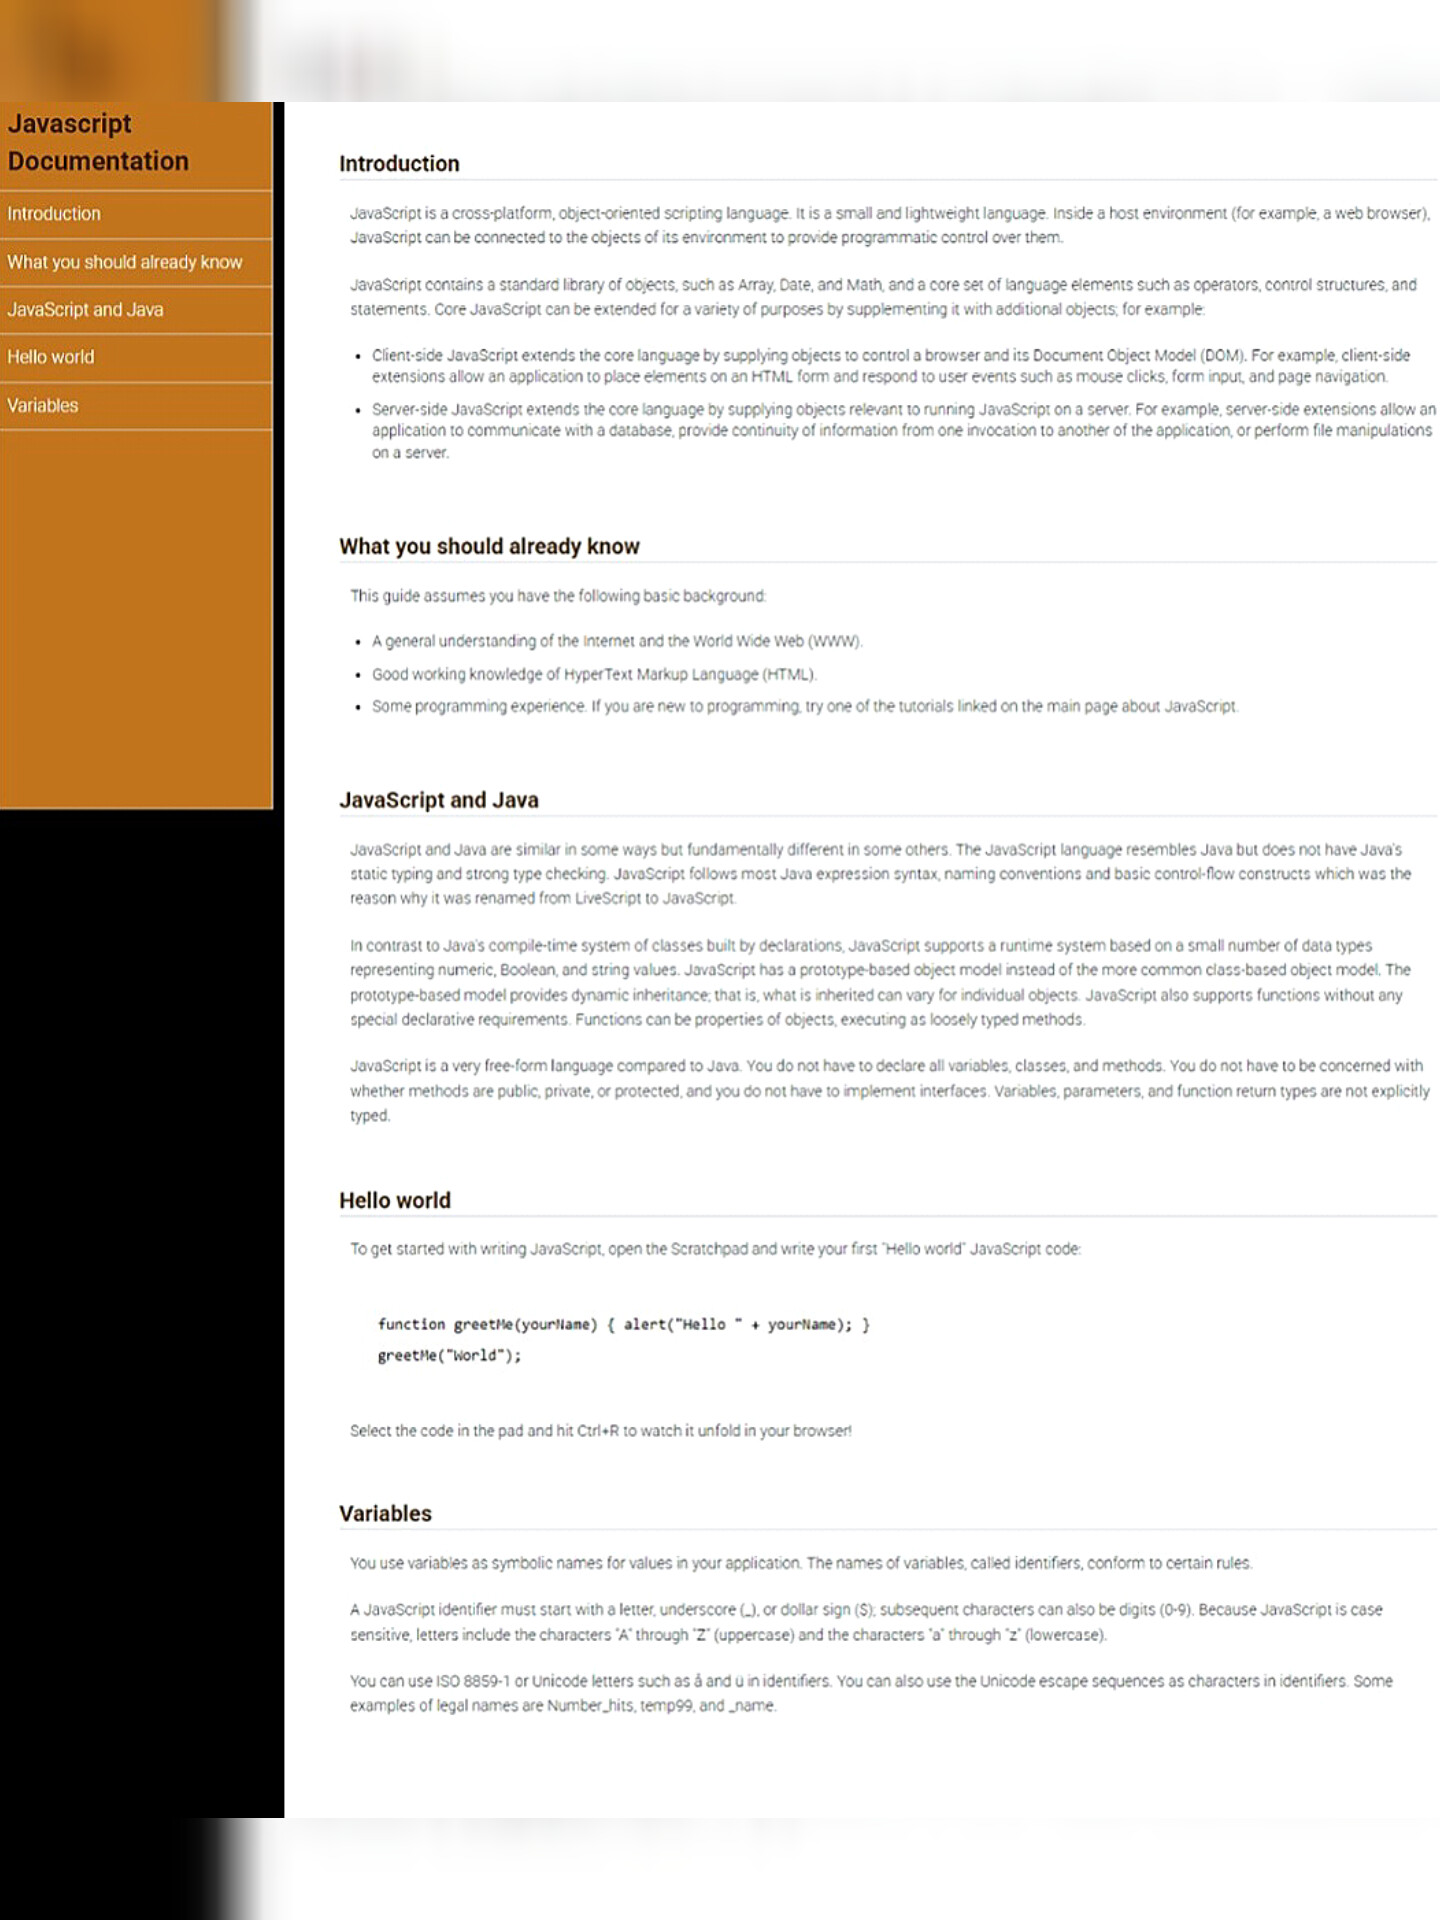 Javascript
Documentation
Introduction
What you should already know
JavaScript and Java
Hello world
Variables
Introduction
JavaScript is a cross-platform, object-oriented scripting language. It is a small and lightweight language. Inside a host environment (for example, a web browser),
JavaScript can be connected to the objects of its environment to provide programmatic control over them.
JavaScript contains a standard library of objects, such as Array, Date, and Math, and a core set of language elements such as operators, control structures, and
statements. Core JavaScript can be extended for a variety of purposes by supplementing it with additional objects; for example:
• Client-side JavaScript extends the core language by supplying objects to control a browser and its Document Object Model (DOM). For example, client-side
extensions allow an application to place elements on an HTML form and respond to user events such as mouse clicks, form input, and page navigation.
• Server-side JavaScript extends the core language by supplying objects relevant to running JavaScript on a server. For example, server-side extensions allow an
application to communicate with a database, provide continuity of information from one invocation to another of the application, or perform file manipulations
on a server.
What you should already know
This guide assumes you have the following basic background:
• A general understanding of the Internet and the World Wide Web (WWW).
• Good working knowledge of HyperText Markup Language (HTML).
• Some programming experience. If you are new to programming, try one of the tutorials linked on the main page about JavaScript.
JavaScript and Java
JavaScript and Java are similar in some ways but fundamentally different in some others. The JavaScript language resembles Java but does not have Java's
static typing and strong type checking. JavaScript follows most Java expression syntax, naming conventions and basic control-flow constructs which was the
reason why it was renamed from LiveScript to JavaScript.
In contrast to Java's compile-time system of classes built by declarations, JavaScript supports a runtime system based on a small number of data types
representing numeric, Boolean, and string values. JavaScript has a prototype-based object model instead of the more common class-based object model. The
prototype-based model provides dynamic inheritance; that is, what is inherited can vary for individual objects. JavaScript also supports functions without any
special declarative requirements. Functions can be properties of objects, executing as loosely typed methods.
JavaScript is a very free-form language compared to Java. You do not have to declare all variables, classes, and methods. You do not have to be concerned with
whether methods are public, private, or protected, and you do not have to implement interfaces. Variables, parameters, and function return types are not explicitly
typed.
Hello world
To get started with writing JavaScript, open the Scratchpad and write your first "Hello world" JavaScript code:
function greetMe(yourName) { alert("Hello " + yourName); }
greetMe("World");
Select the code in the pad and hit Ctrl+R to watch it unfold in your browser!
Variables
You use variables as symbolic names for values in your application. The names of variables, called identifiers, conform to certain rules.
A JavaScript identifier must start with a letter, underscore (_), or dollar sign ($); subsequent characters can also be digits (0-9). Because JavaScript is case
sensitive, letters include the characters "A" through "Z" (uppercase) and the characters "a" through "z" (lowercase).
You can use ISO 8859-1 or Unicode letters such as å and ü in identifiers. You can also use the Unicode escape sequences as characters in identifiers. Some
examples of legal names are Number_hits, temp99, and _name.